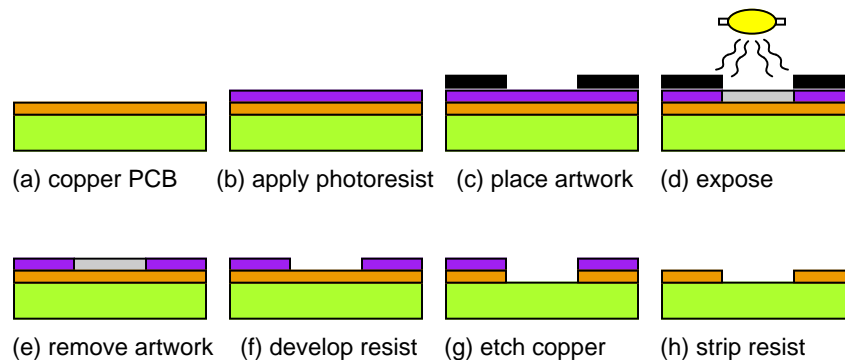 (a) copper PCB
(b) apply photoresist
(c) place artwork
(d) expose
(e) remove artwork
(f) develop resist
(g) etch copper
(h) strip resist